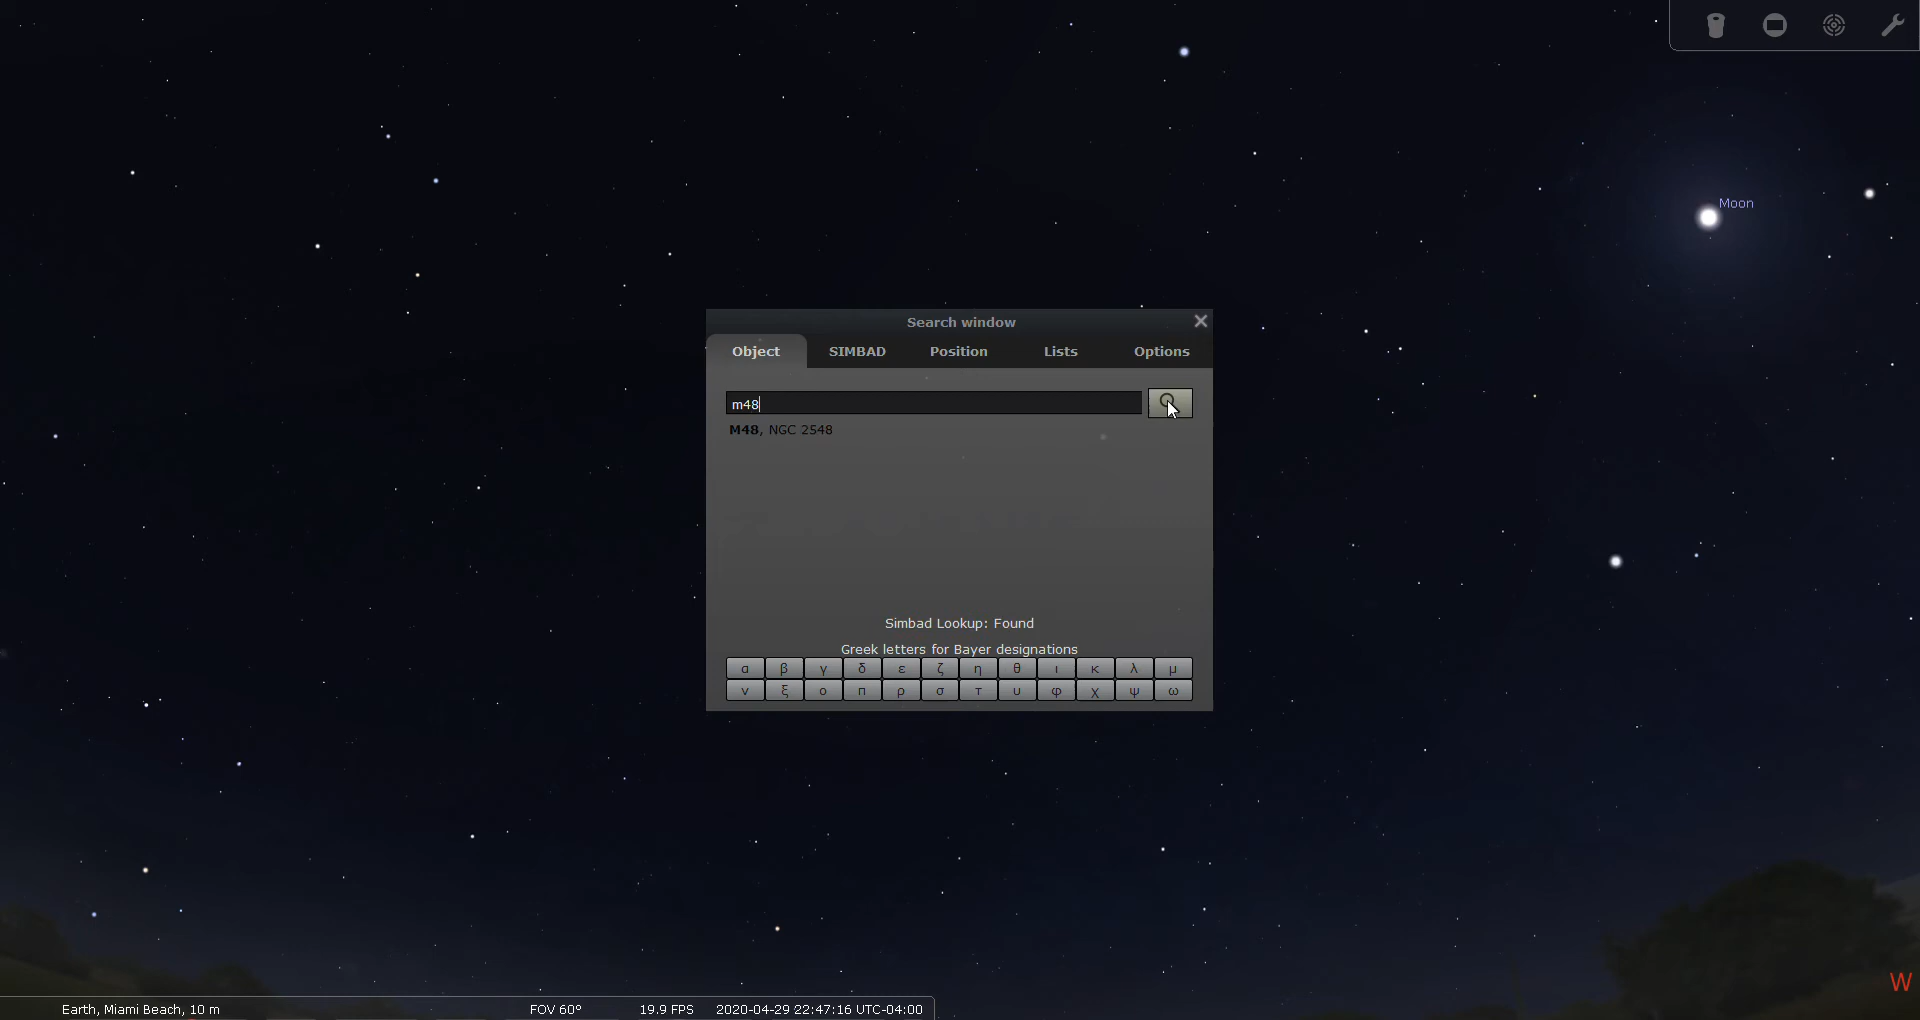 Moon
Search window
Object SIMBAD Position Lists Options
m48
M48, NGC 2548
Simbad Lookup: Found
Greek letters for Bayer designations
α β γ δ ε ζ η θ ι κ λ μ
ν ξ ο π ρ σ τ υ φ χ ψ ω
W
Earth, Miami Beach, 10 m FOV 60° 19.9 FPS 2020-04-29 22:47:16 UTC-04:00